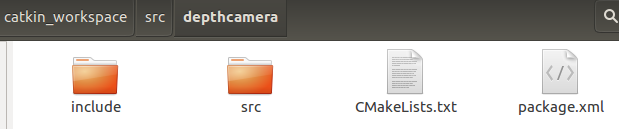 catkin_workspace src depthcamera
include src CMakeLists.txt package.xml